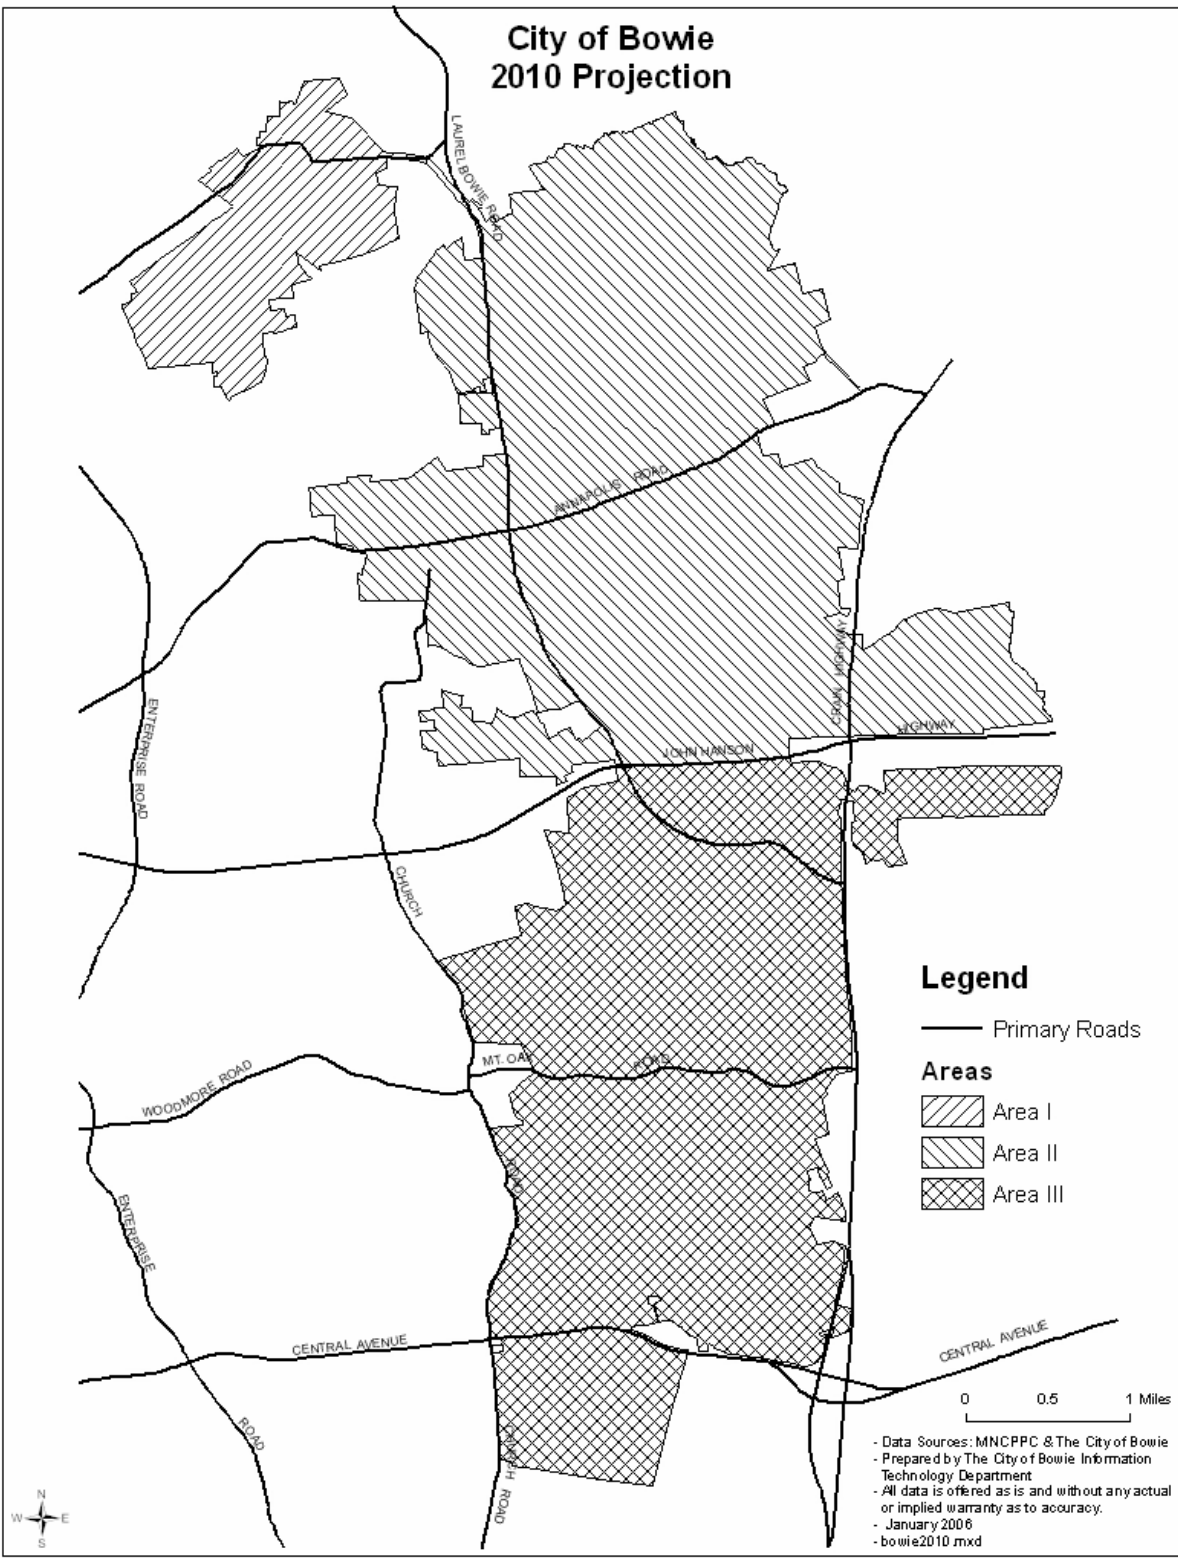 City of Bowie
2010 Projection
LAUREL BOWIE ROAD
ANNAPOLIS ROAD
CRAIN HIGHWAY
HIGHWAY
JOHN HANSON
ENTERPRISE ROAD
CHURCH
Legend
Primary Roads
MT. OAK ROAD
WOODMORE ROAD
Areas
Area I
Area II
Area III
ROAD
ENTERPRISE
CENTRAL AVENUE
CENTRAL AVENUE
0 0.5 1 Miles
ROAD
CHURCH ROAD
- Data Sources: MNCPPC & The City of Bowie
- Prepared by The City of Bowie Information
Technology Department
- All data is offered as is and without any actual
or implied warranty as to accuracy.
- January 2006
- bowie2010.mxd
N
W E
S